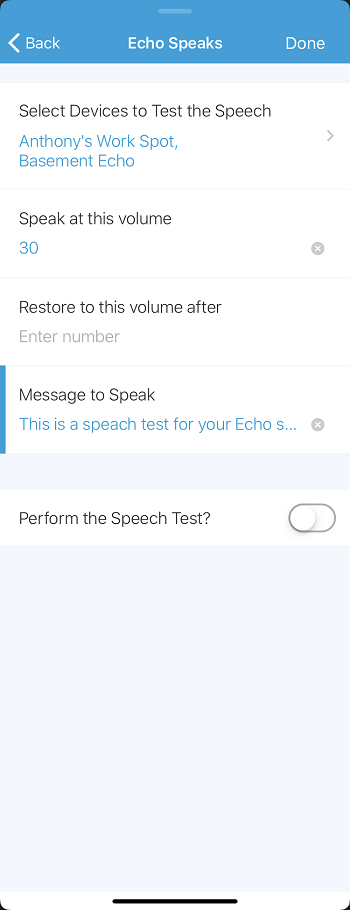 Back Echo Speaks Done
Select Devices to Test the Speech
Anthony's Work Spot,
Basement Echo
Speak at this volume
30
Restore to this volume after
Enter number
Message to Speak
This is a speach test for your Echo s...
Perform the Speech Test?